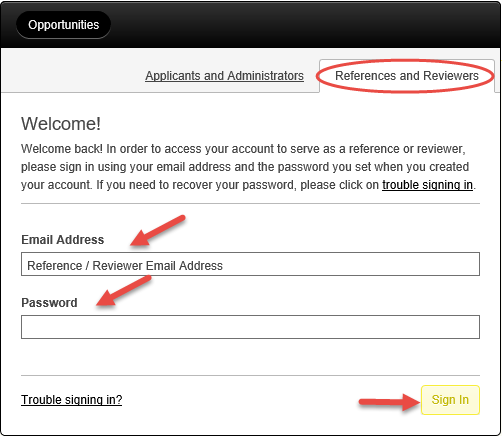 Opportunities
Applicants and Administrators
References and Reviewers
Welcome!
Welcome back! In order to access your account to serve as a reference or reviewer,
please sign in using your email address and the password you set when you created
your account. If you need to recover your password, please click on trouble signing in.
Email Address
Reference / Reviewer Email Address
Password
Trouble signing in?
Sign In